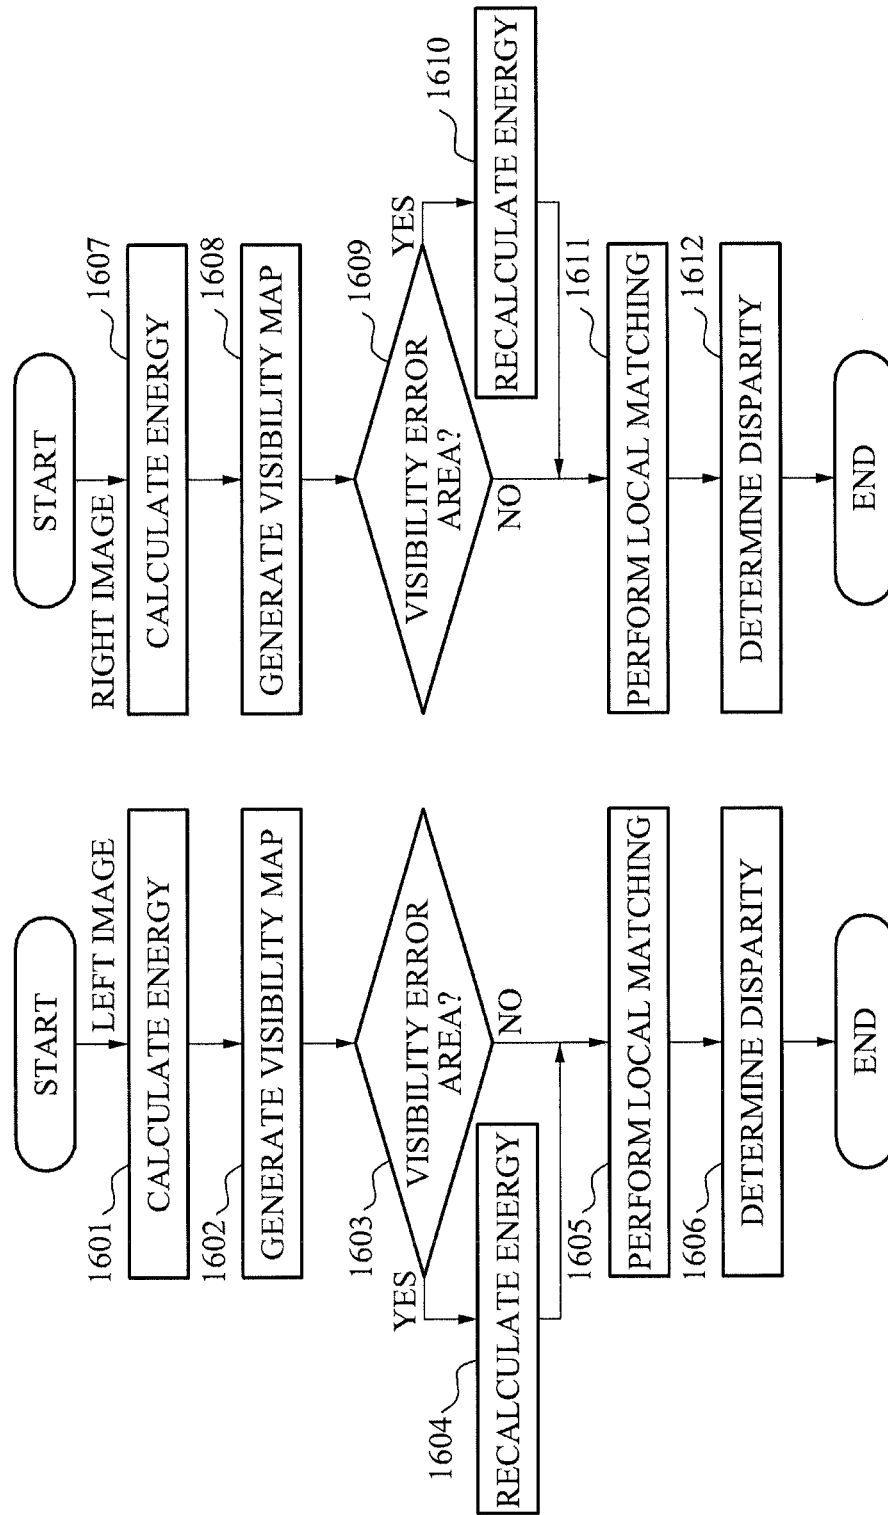 START
LEFT IMAGE
1601
CALCULATE ENERGY
1602
GENERATE VISIBILITY MAP
1603
VISIBILITY ERROR
AREA?
YES
NO
1604
RECALCULATE ENERGY
1605
PERFORM LOCAL MATCHING
1606
DETERMINE DISPARITY
END
START
RIGHT IMAGE
1607
CALCULATE ENERGY
1608
GENERATE VISIBILITY MAP
1609
VISIBILITY ERROR
AREA?
YES
NO
1610
RECALCULATE ENERGY
1611
PERFORM LOCAL MATCHING
1612
DETERMINE DISPARITY
END